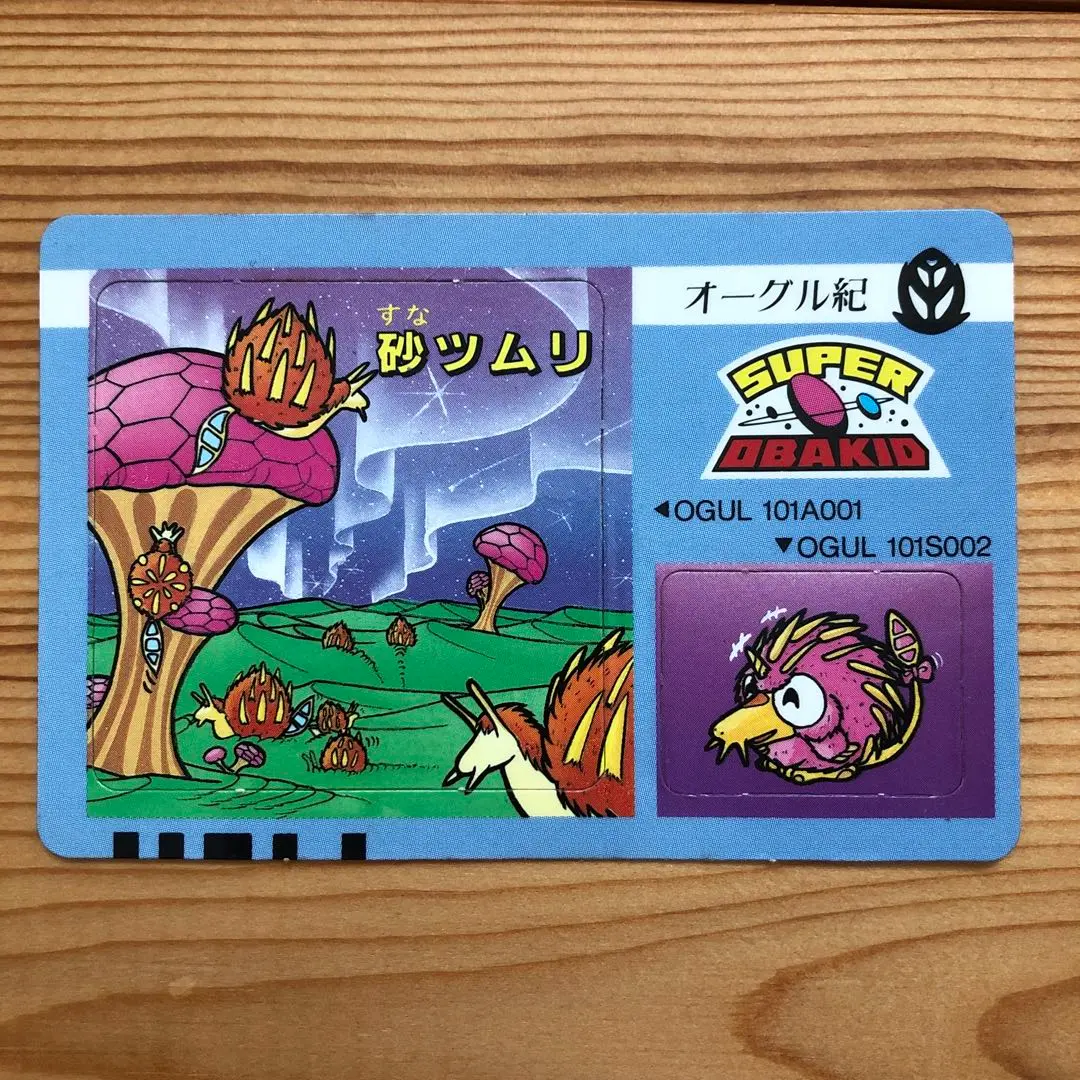 すな
砂ツムリ
オーグル紀
SUPER
OBAKID
◀OGUL 101A001
▼OGUL 101S002